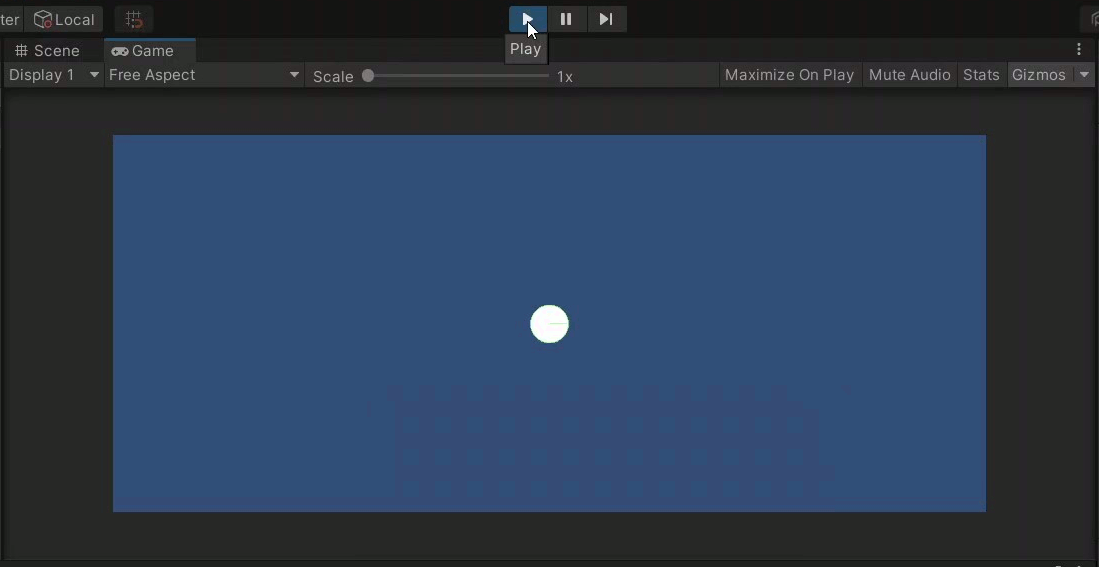 ter Local
Play
Scene Game
Display 1 Free Aspect Scale 1x Maximize On Play Mute Audio Stats Gizmos